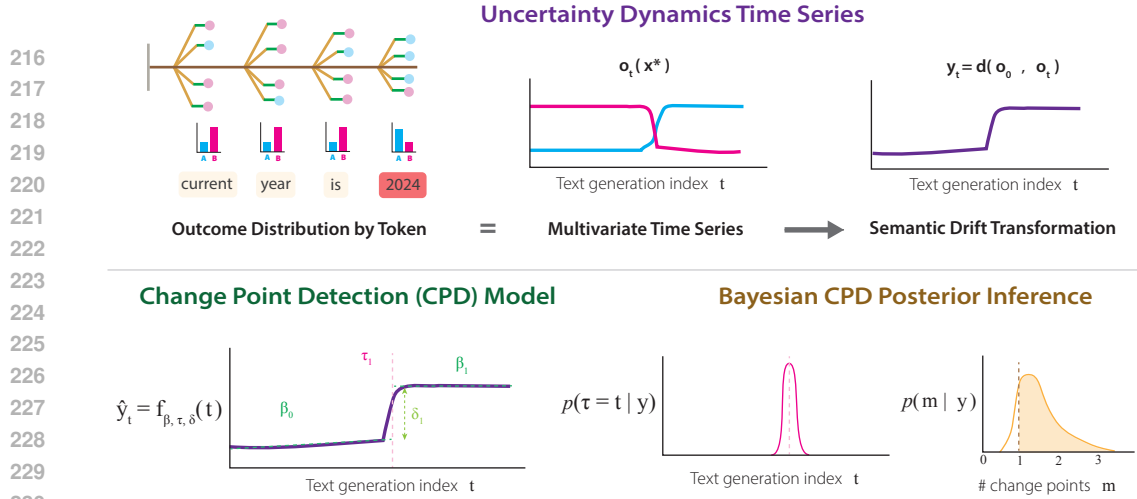 Uncertainty Dynamics Time Series
216
217
218
219
220
221
222
223
224
225
226
227
228
229
A B
A B
A B
A B
current year is 2024
o_t ( x* )
Text generation index t
y_t = d( o_0 , o_t )
Text generation index t
Outcome Distribution by Token = Multivariate Time Series Semantic Drift Transformation
Change Point Detection (CPD) Model
ŷ_t = f_β, τ, δ(t)
τ_1
β_0
β_1
δ_1
Text generation index t
Bayesian CPD Posterior Inference
p(τ = t | y)
Text generation index t
p(m | y)
0 1 2 3
# change points m